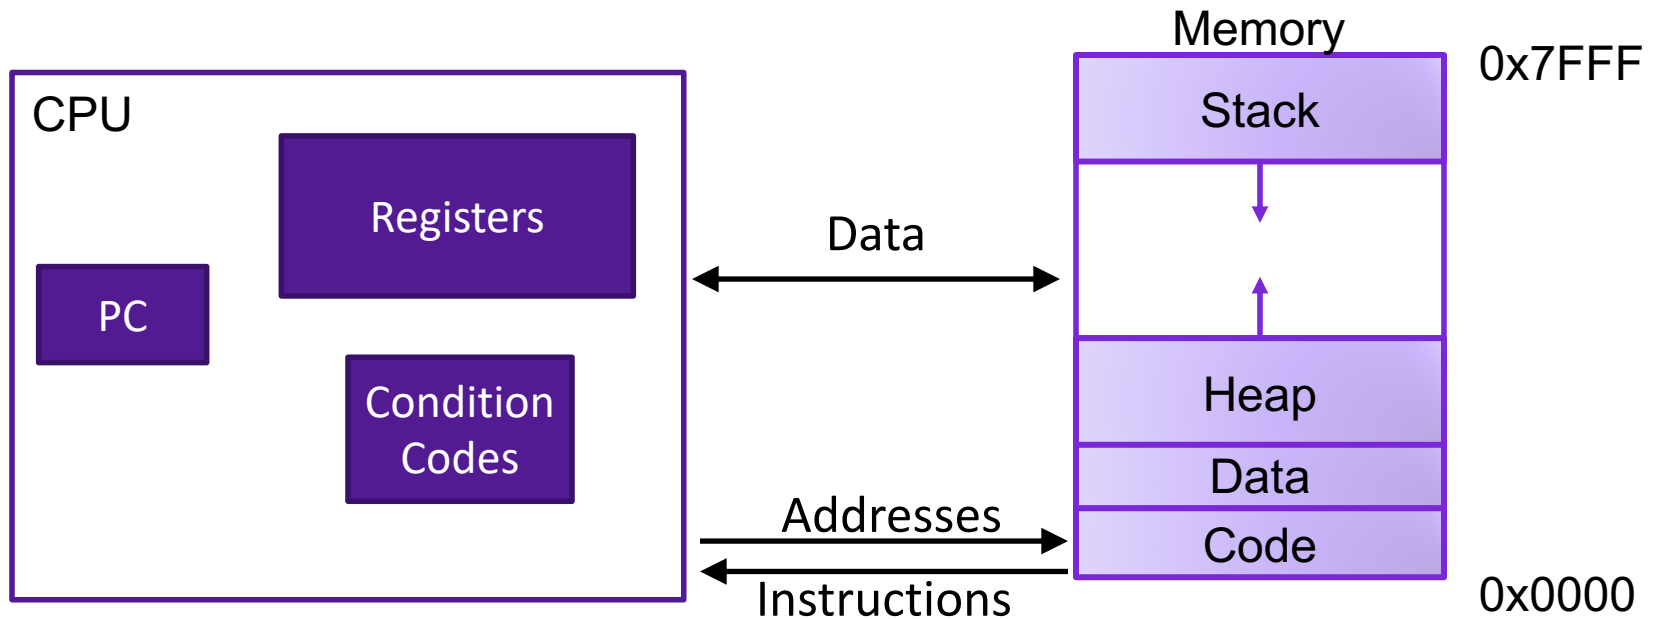 CPU
Registers
PC
Condition
Codes
Data
Addresses
Instructions
Memory
0x7FFF
Stack
Heap
Data
Code
0x0000